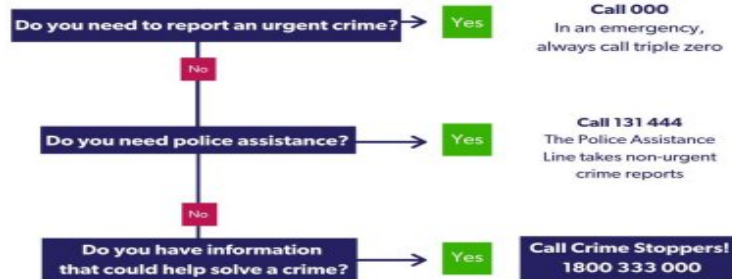 Do you need to report an urgent crime?
Yes
Call 000
In an emergency,
always call triple zero
No
Do you need police assistance?
Yes
Call 131 444
The Police Assistance
Line takes non-urgent
crime reports
No
Do you have information
that could help solve a crime?
Yes
Call Crime Stoppers!
1800 333 000